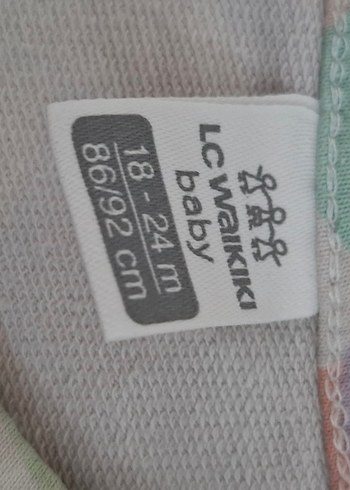 LC WAIKIKI
baby
18 - 24 m
86/92 cm